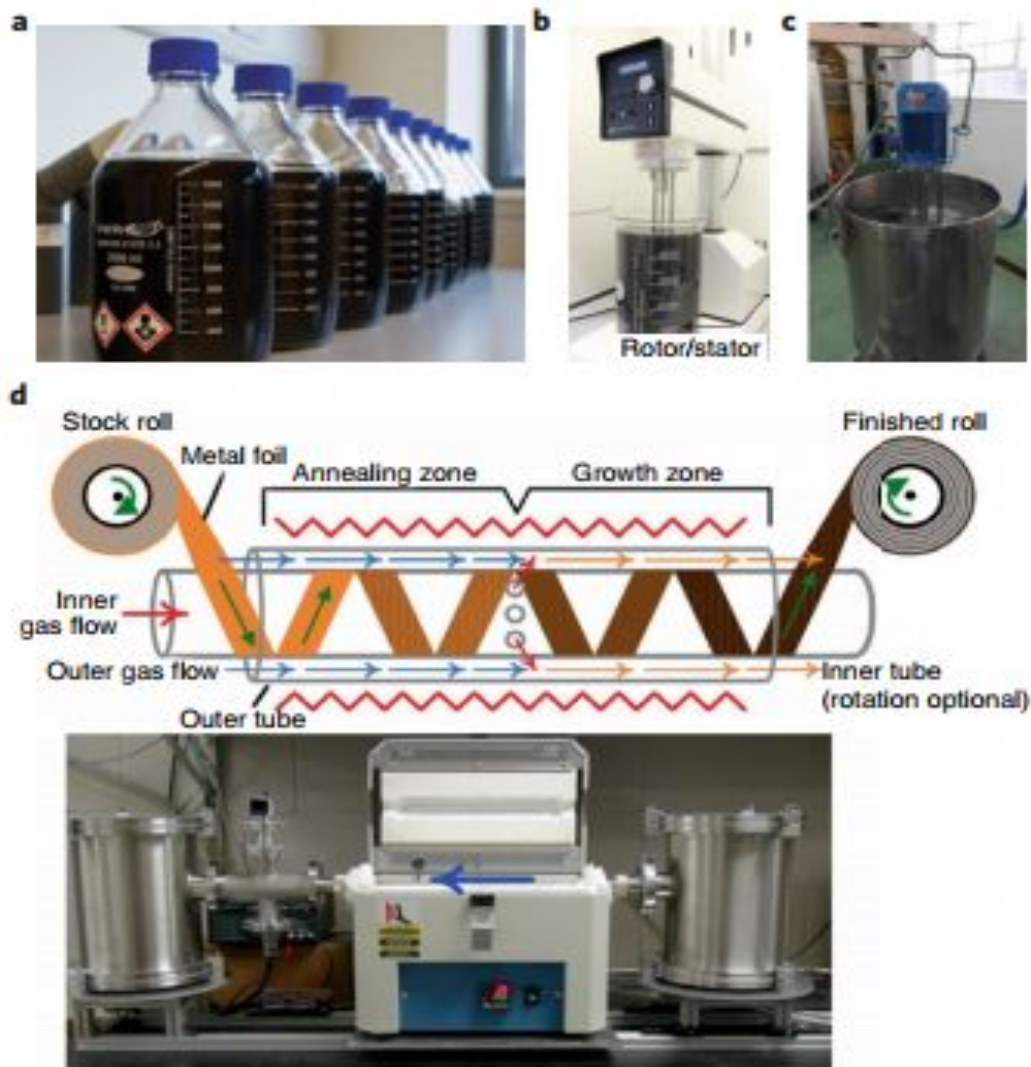 a
b
c
Rotor/stator
d
Stock roll
Finished roll
Metal foil
Annealing zone
Growth zone
Inner
gas flow
Outer gas flow
Inner tube
(rotation optional)
Outer tube